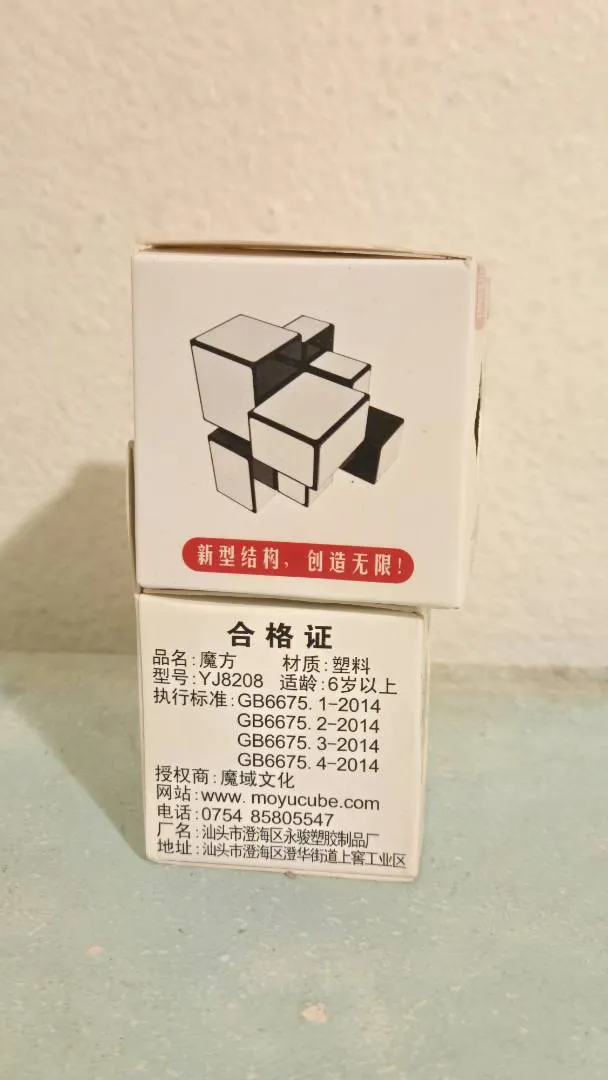 新型结构，创造无限！
合格证
品名：魔方 材质：塑料
型号：YJ8208 适龄：6岁以上
执行标准：GB6675.1-2014
GB6675.2-2014
GB6675.3-2014
GB6675.4-2014
授权商：魔域文化
网站：www.moyucube.com
电话：0754 85805547
厂名：汕头市澄海区永骏塑胶制品厂
地址：汕头市澄海区澄华街道上窖工业区